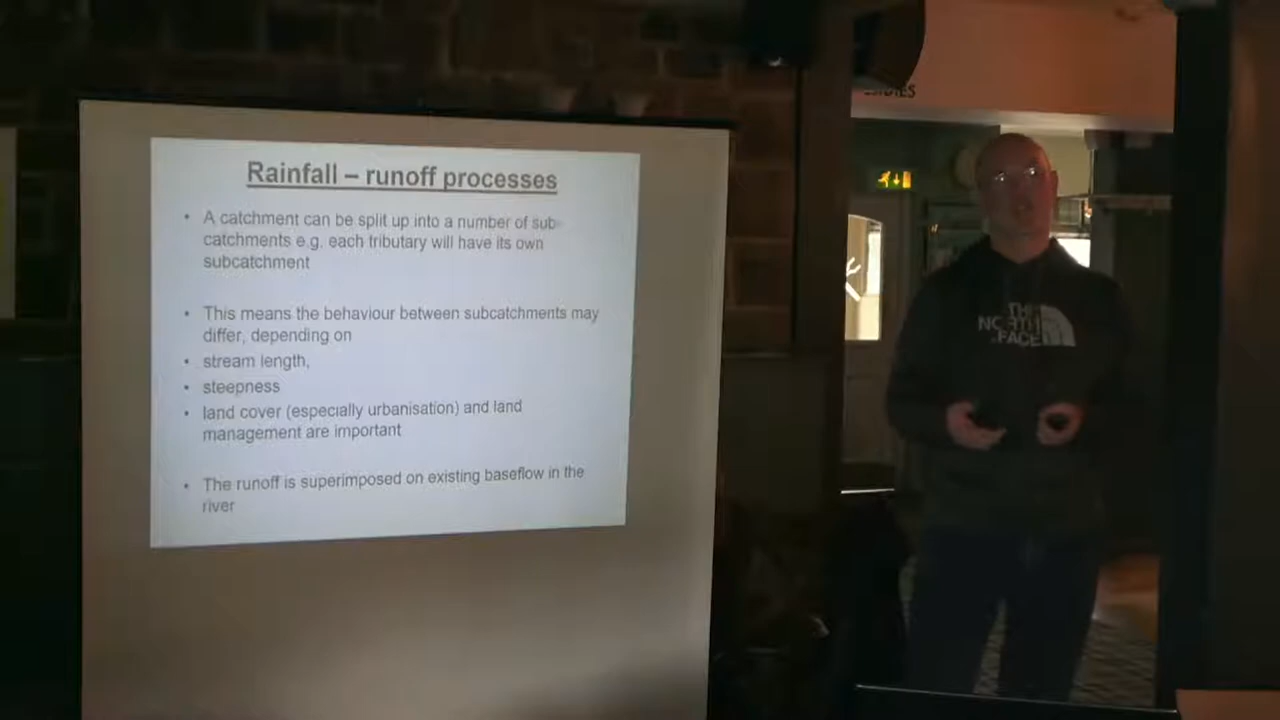 Rainfall – runoff processes
• A catchment can be split up into a number of sub-
catchments e.g. each tributary will have its own
subcatchment
• This means the behaviour between subcatchments may
differ, depending on
• stream length,
• steepness
• land cover (especially urbanisation) and land
management are important
• The runoff is superimposed on existing baseflow in the
river
THE
NORTH
FACE